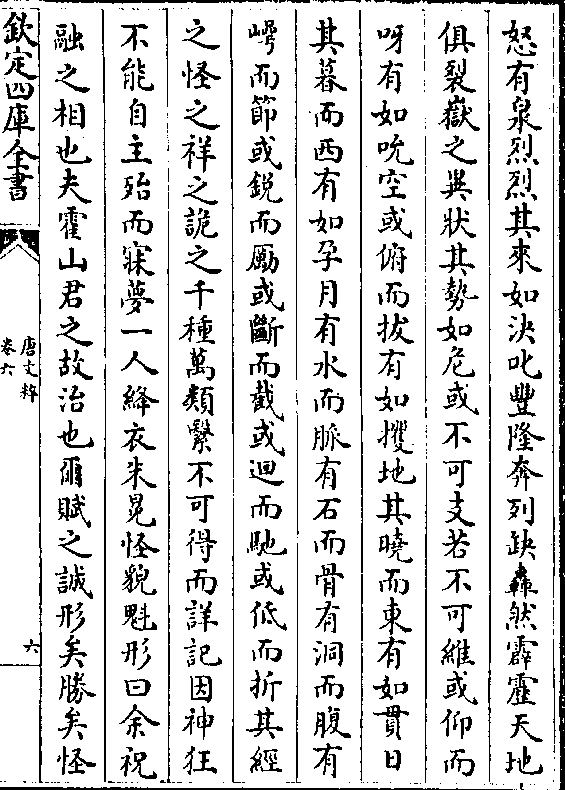 怒有泉烈烈其來如決叱豐隆奔列缺轟然霹靂天地
俱裂嶽之異狀其勢如危或不可支若不可維或仰而
呀有如吮空或俯而拔有如攫地其曉而東有如貫日
其暮而西有如孕月有水而脈有石而骨有洞而腹有
崿而節或銳而勵或斷而截或迴而馳或低而折其經
之怪之祥之詭之千種萬類繄不可得而詳記因神狂
不能自主殆而寐夢一人絳衣朱冕怪貌魁形曰余祝
融之相也夫霍山君之故治也爾賦之誠形矣勝矣怪
欽定四庫全書
唐文粹
卷六
六